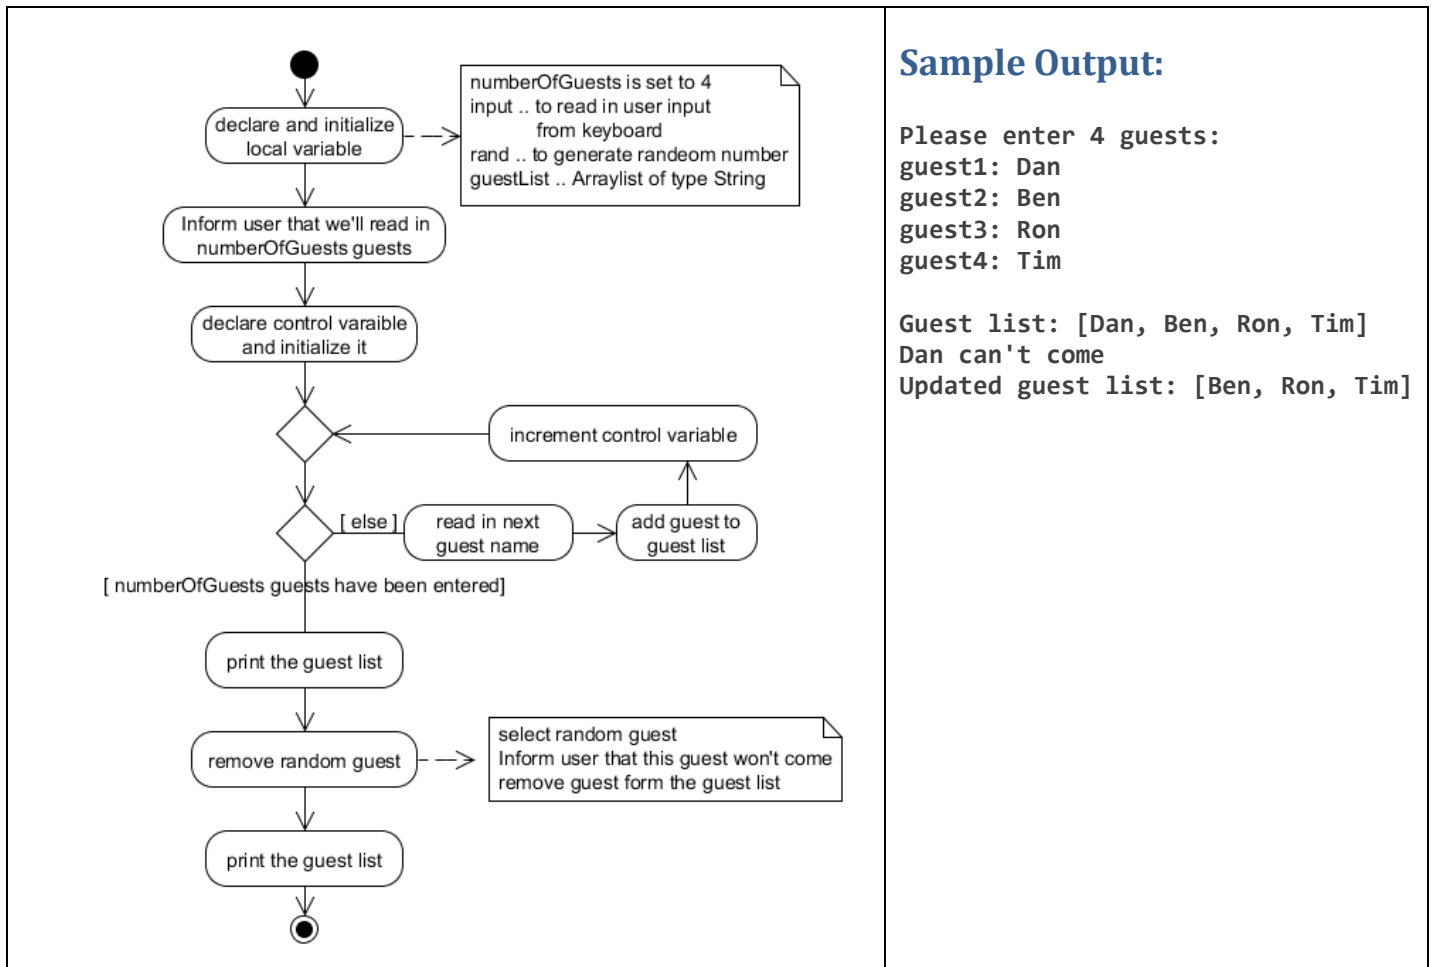 declare and initialize
local variable
numberOfGuests is set to 4
input .. to read in user input
from keyboard
rand .. to generate randeom number
guestList .. Arraylist of type String
Inform user that we'll read in
numberOfGuests guests
declare control varaible
and initialize it
increment control variable
[ else ]
read in next
guest name
add guest to
guest list
[ numberOfGuests guests have been entered]
print the guest list
remove random guest
select random guest
Inform user that this guest won't come
remove guest form the guest list
print the guest list
Sample Output:
Please enter 4 guests:
guest1: Dan
guest2: Ben
guest3: Ron
guest4: Tim
Guest list: [Dan, Ben, Ron, Tim]
Dan can't come
Updated guest list: [Ben, Ron, Tim]